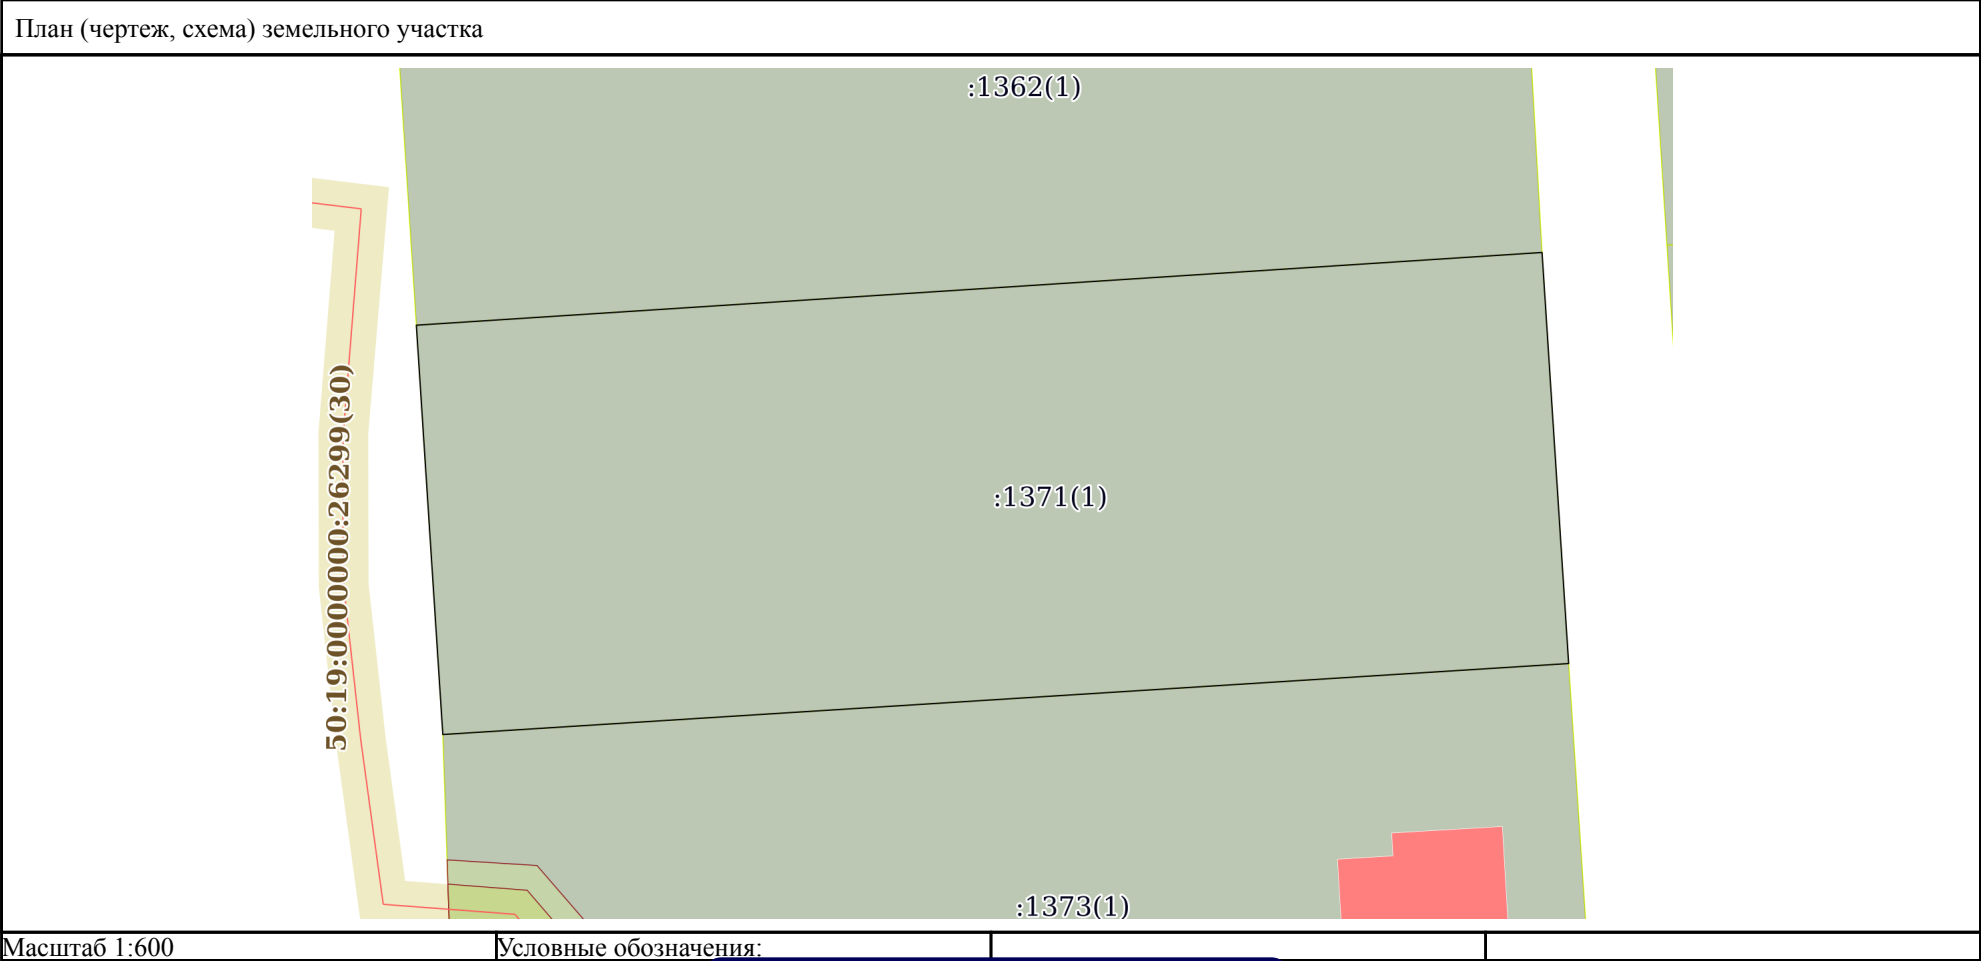 План (чертеж, схема) земельного участка
:1362(1)
50:19:0000000:26299(30)
:1371(1)
:1373(1)
Масштаб 1:600
Условные обозначения: